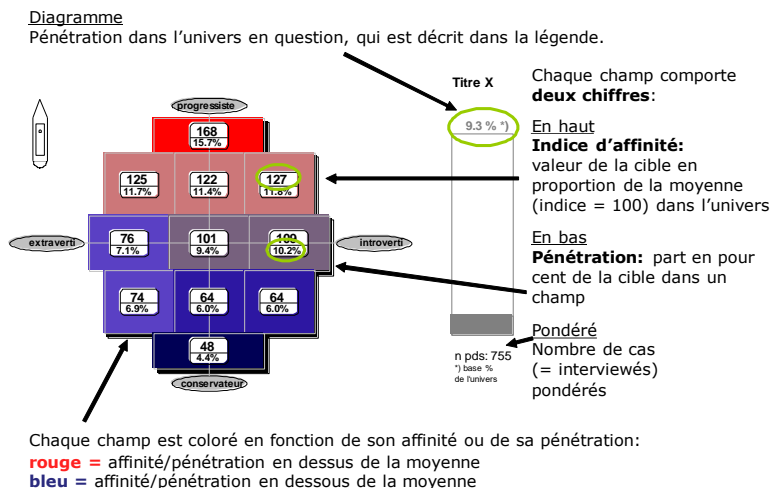 Diagramme
Pénétration dans l'univers en question, qui est décrit dans la légende.
Titre X
9.3 % *)
Chaque champ comporte
deux chiffres:
En haut
Indice d'affinité:
valeur de la cible en
proportion de la moyenne
(indice = 100) dans l'univers
En bas
Pénétration: part en pour
cent de la cible dans un
champ
Pondéré
Nombre de cas
(= interviewés)
pondérés
n pds: 755
*) base %
de l'univers
progressiste
168
15.7%
125 122 127
11.7% 11.4% 11.8%
extraverti 76 101 109 introverti
7.1% 9.4% 10.2%
74 64 64
6.9% 6.0% 6.0%
48
4.4%
conservateur
Chaque champ est coloré en fonction de son affinité ou de sa pénétration:
rouge = affinité/pénétration en dessus de la moyenne
bleu = affinité/pénétration en dessous de la moyenne